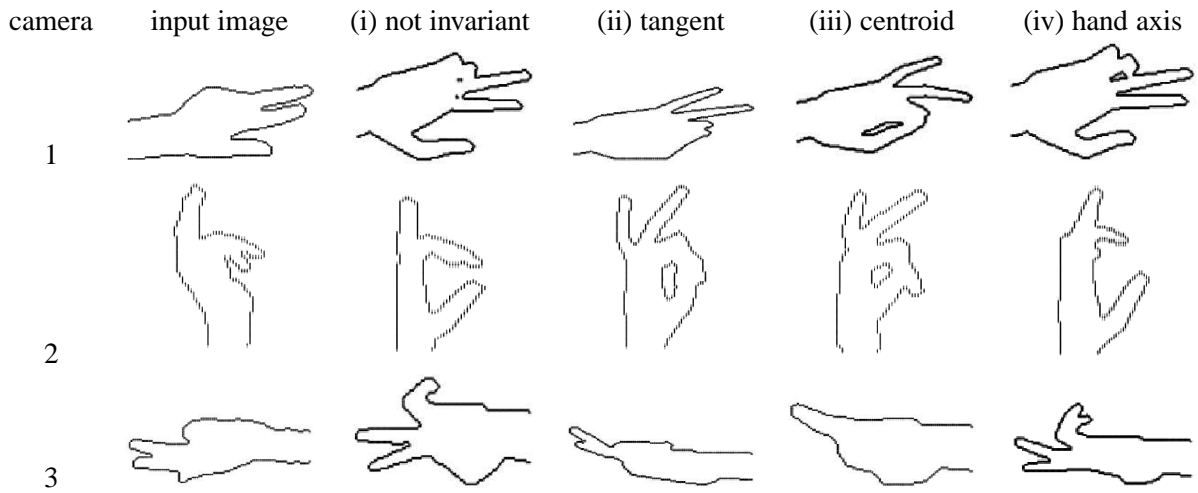 camera input image (i) not invariant (ii) tangent (iii) centroid (iv) hand axis
1
2
3